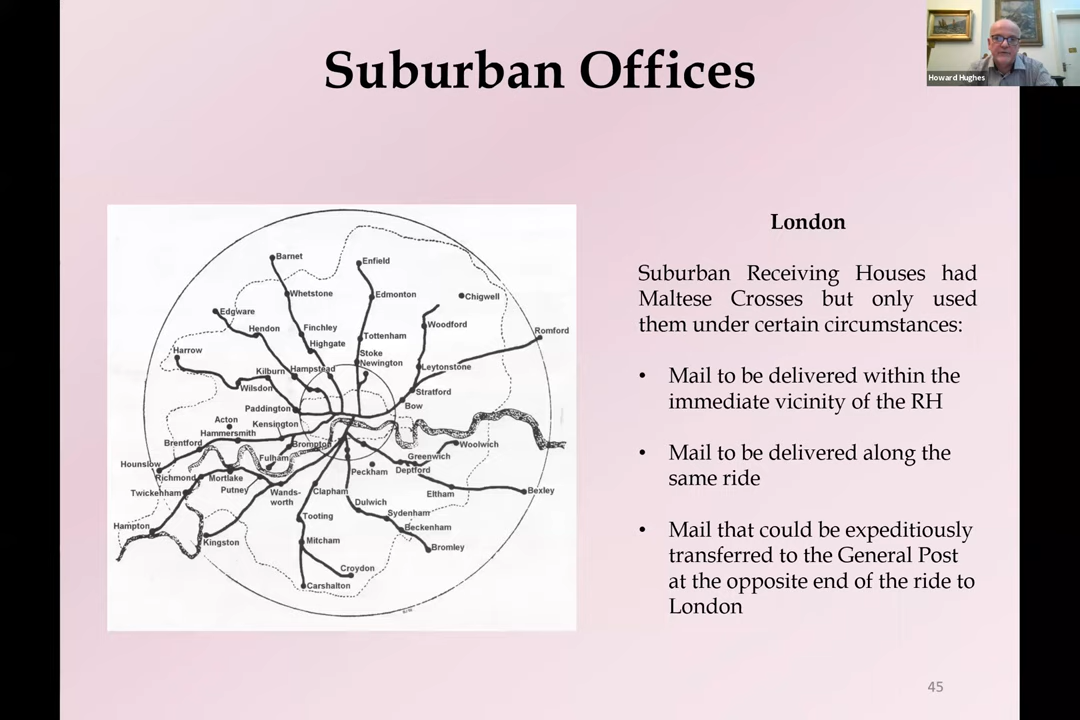 Suburban Offices
Howard Hughes
London
Suburban Receiving Houses had
Maltese Crosses but only used
them under certain circumstances:
• Mail to be delivered within the
immediate vicinity of the RH
• Mail to be delivered along the
same ride
• Mail that could be expeditiously
transferred to the General Post
at the opposite end of the ride to
London
Barnet
Enfield
Whetstone
Edmonton
Chigwell
Edgware
Hendon
Finchley
Woodford
Romford
Highgate
Tottenham
Harrow
Stoke
Newington
Kilburn
Hampstead
Leytonstone
Wilsdon
Stratford
Paddington
Bow
Acton
Kensington
Hammersmith
Brentford
Brompton
Woolwich
Hounslow
Fulham
Greenwich
Richmond
Mortlake
Peckham
Deptford
Twickenham
Putney
Wands-
worth
Clapham
Eltham
Bexley
Dulwich
Hampton
Tooting
Sydenham
Beckenham
Kingston
Mitcham
Bromley
Croydon
Carshalton
45